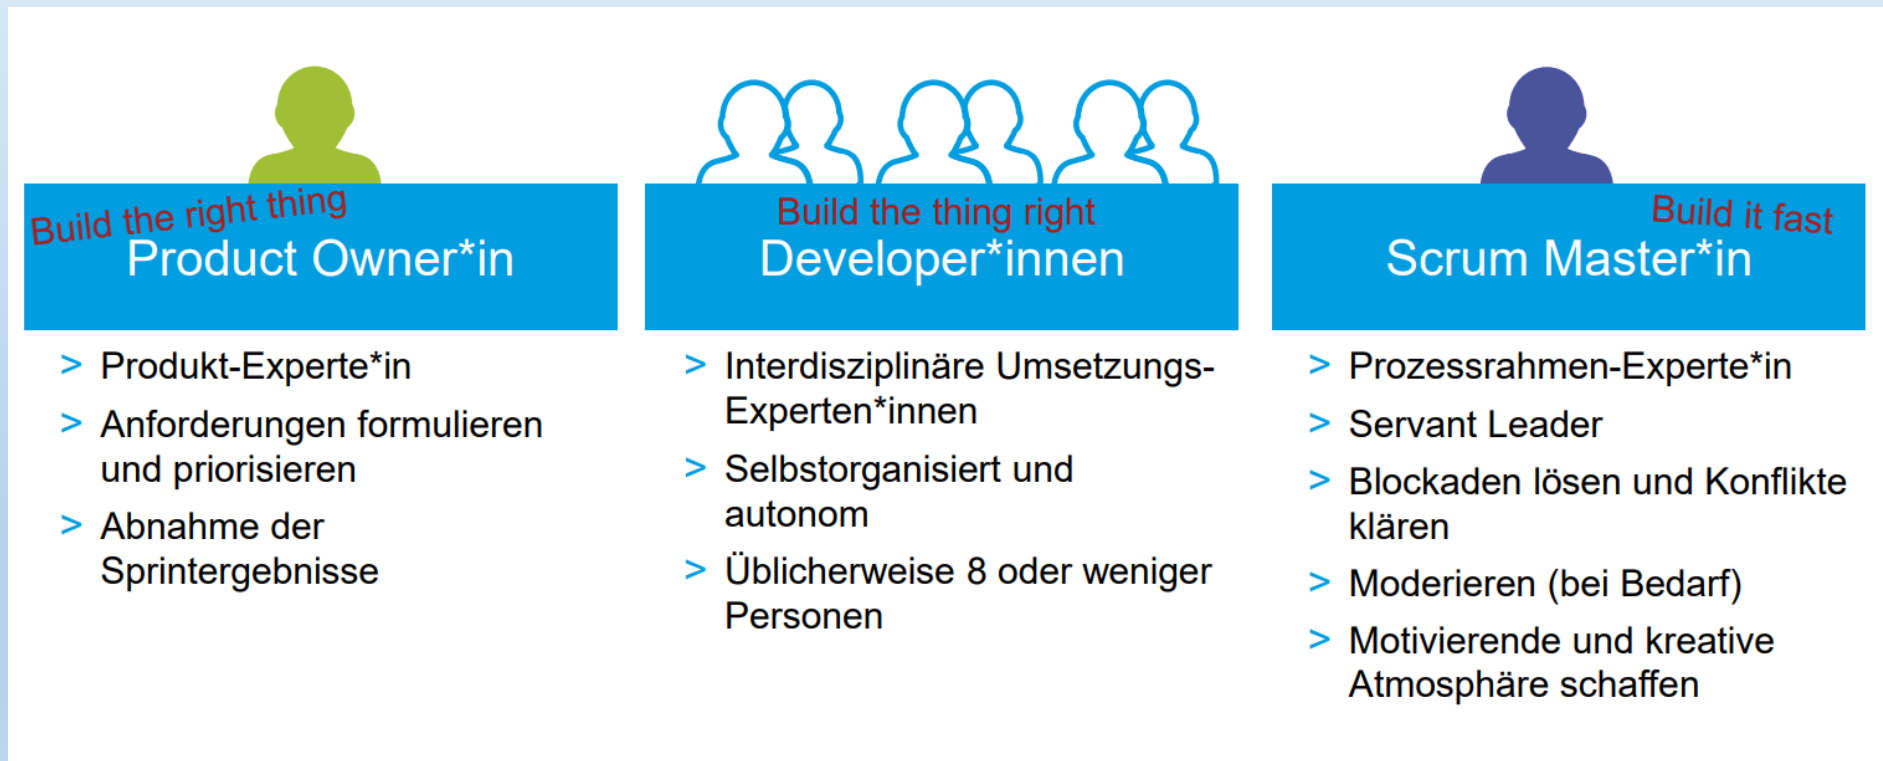 Build the right thing
Product Owner*in
> Produkt-Experte*in
> Anforderungen formulieren
und priorisieren
> Abnahme der
Sprintergebnisse
Build the thing right
Developer*innen
> Interdisziplinäre Umsetzungs-
Experten*innen
> Selbstorganisiert und
autonom
> Üblicherweise 8 oder weniger
Personen
Build it fast
Scrum Master*in
> Prozessrahmen-Experte*in
> Servant Leader
> Blockaden lösen und Konflikte
klären
> Moderieren (bei Bedarf)
> Motivierende und kreative
Atmosphäre schaffen